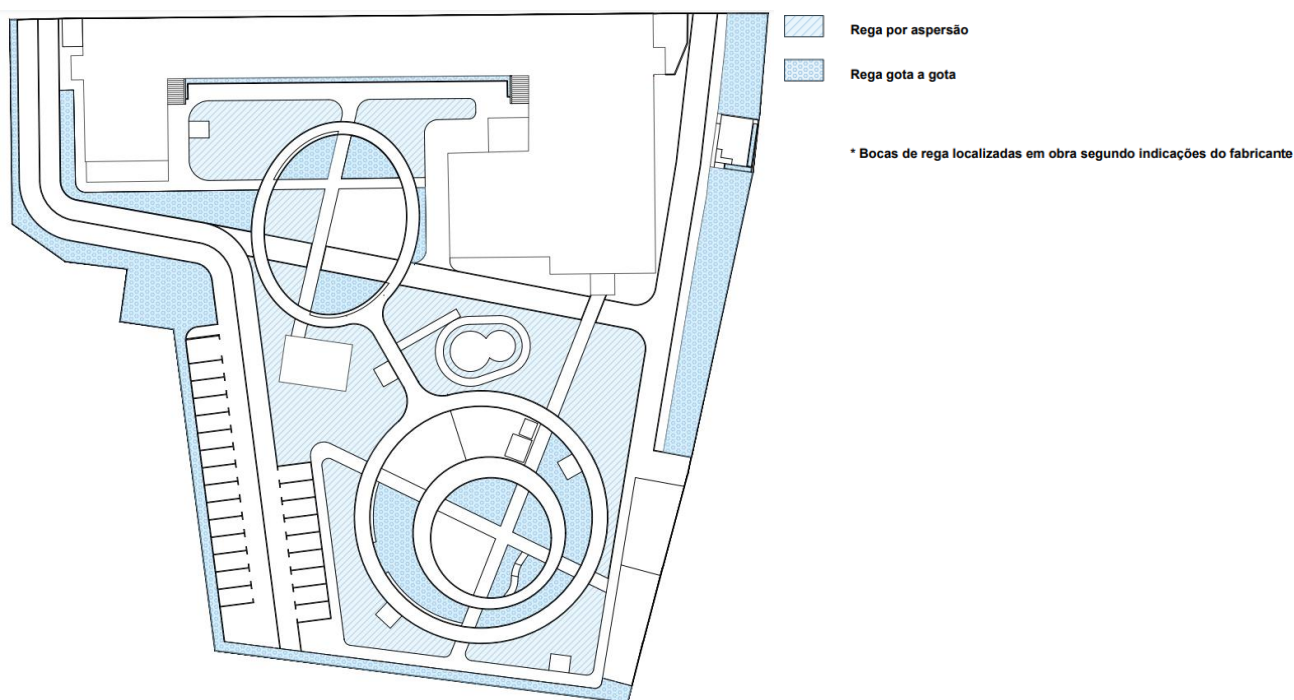 Rega por aspersão
Rega gota a gota
* Bocas de rega localizadas em obra segundo indicações do fabricante